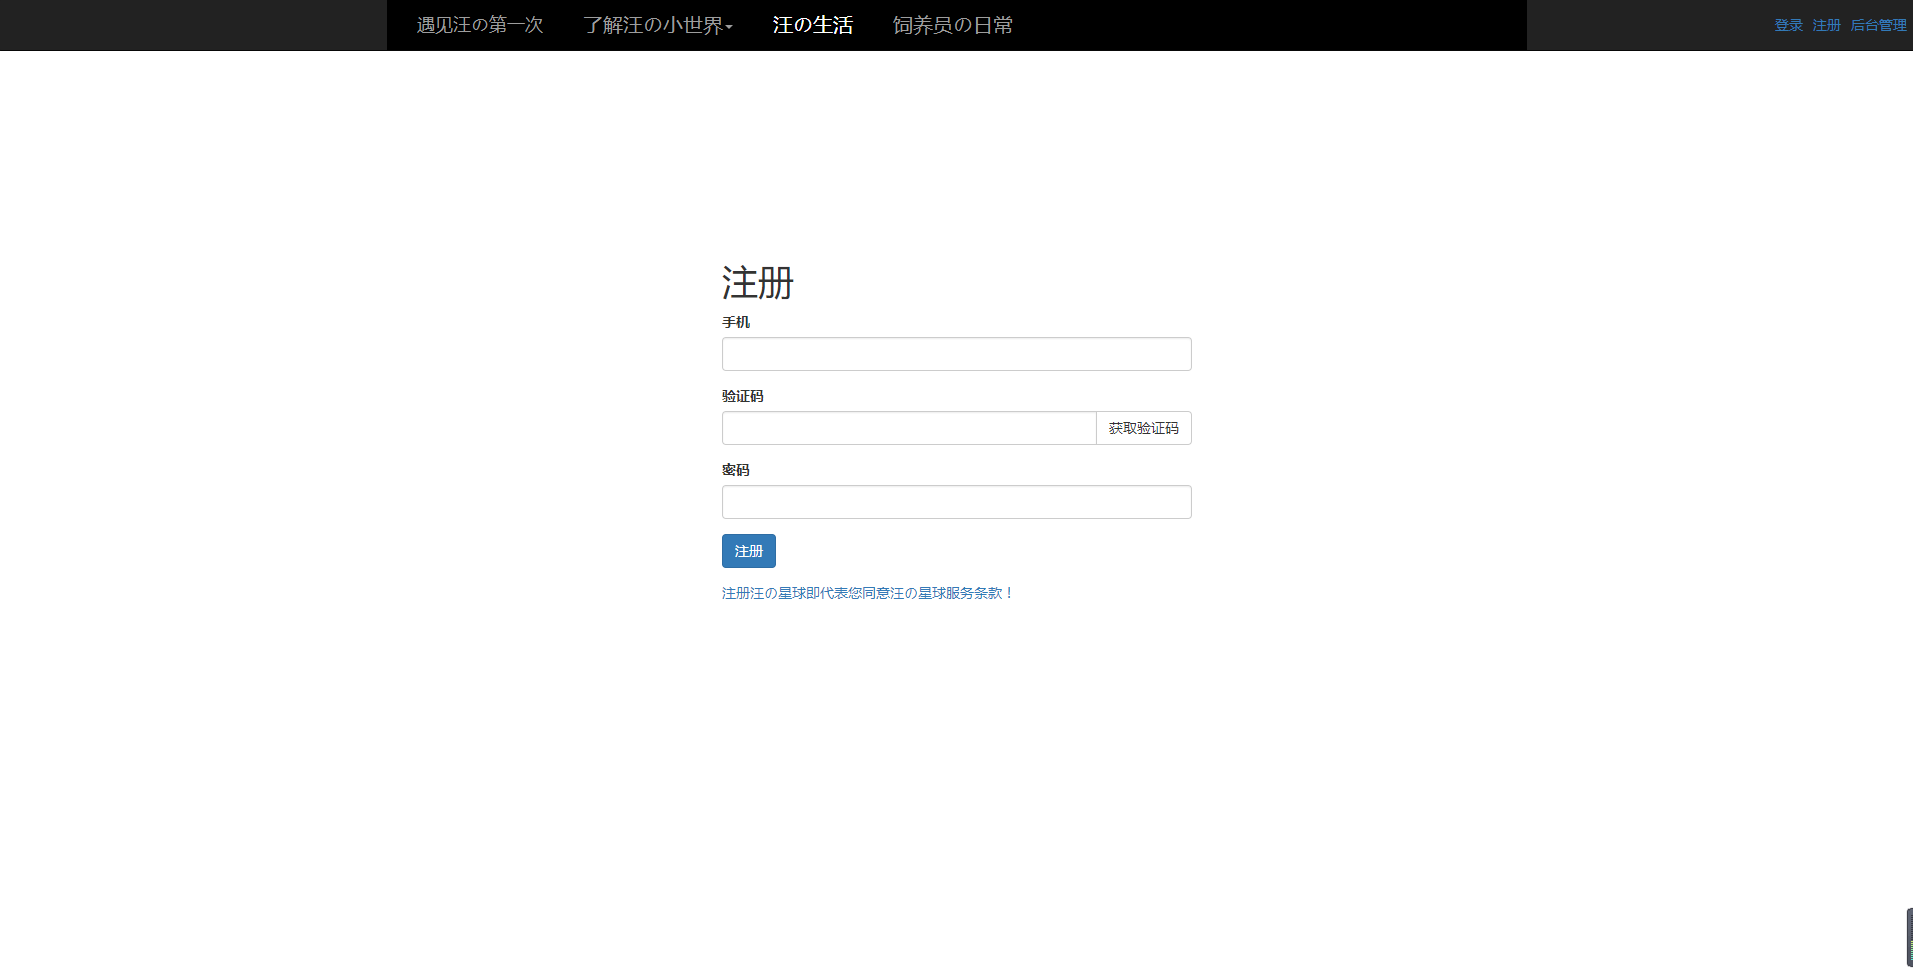 遇见汪の第一次 了解汪の小世界 汪の生活 饲养员の日常 登录 注册 后台管理
注册
手机
验证码
获取验证码
密码
注册
注册汪の星球即代表您同意汪の星球服务条款！